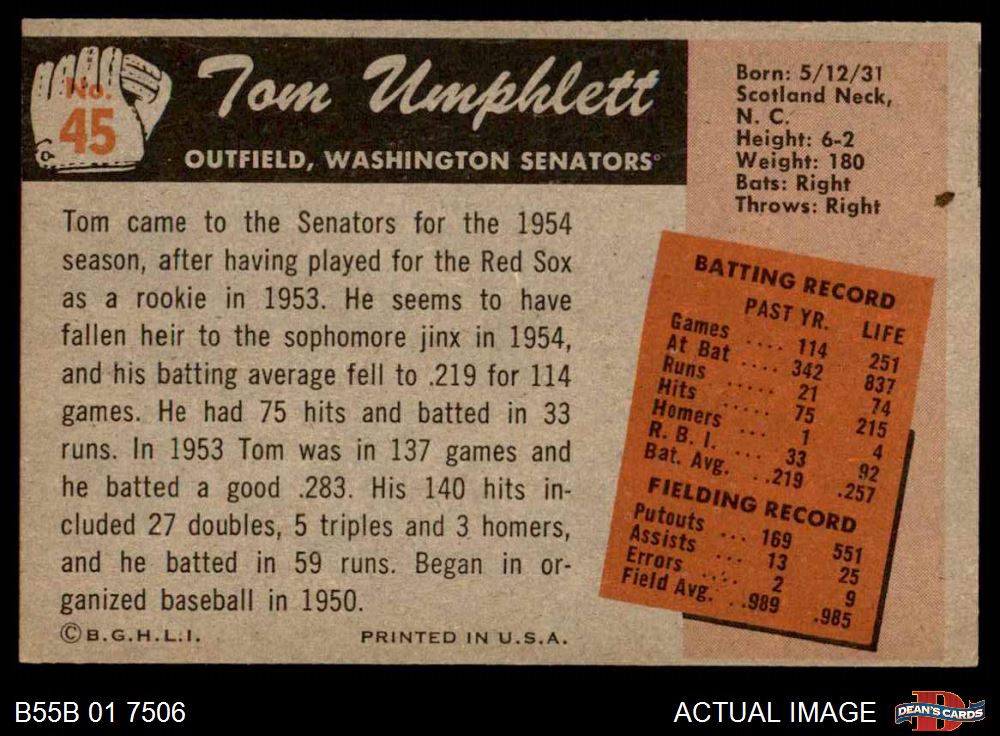 No.
45
Tom Umphlett
OUTFIELD, WASHINGTON SENATORS
Born: 5/12/31
Scotland Neck,
N. C.
Height: 6-2
Weight: 180
Bats: Right
Throws: Right
Tom came to the Senators for the 1954
season, after having played for the Red Sox
as a rookie in 1953. He seems to have
fallen heir to the sophomore jinx in 1954,
and his batting average fell to .219 for 114
games. He had 75 hits and batted in 33
runs. In 1953 Tom was in 137 games and
he batted a good .283. His 140 hits in-
cluded 27 doubles, 5 triples and 3 homers,
and he batted in 59 runs. Began in or-
ganized baseball in 1950.
©B.G.H.L.I. PRINTED IN U.S.A.
BATTING RECORD
PAST YR. LIFE
Games .... 114 251
At Bat .... 342 837
Runs ..... 21 74
Hits ..... 75 215
Homers ... 1 4
R. B. I. ... 33 92
Bat. Avg. ..219 .257
FIELDING RECORD
Putouts ... 169 551
Assists ... 13 25
Errors .... 2 9
Field Avg. ..989 .985
B55B 01 7506
ACTUAL IMAGE
DEAN'S CARDS